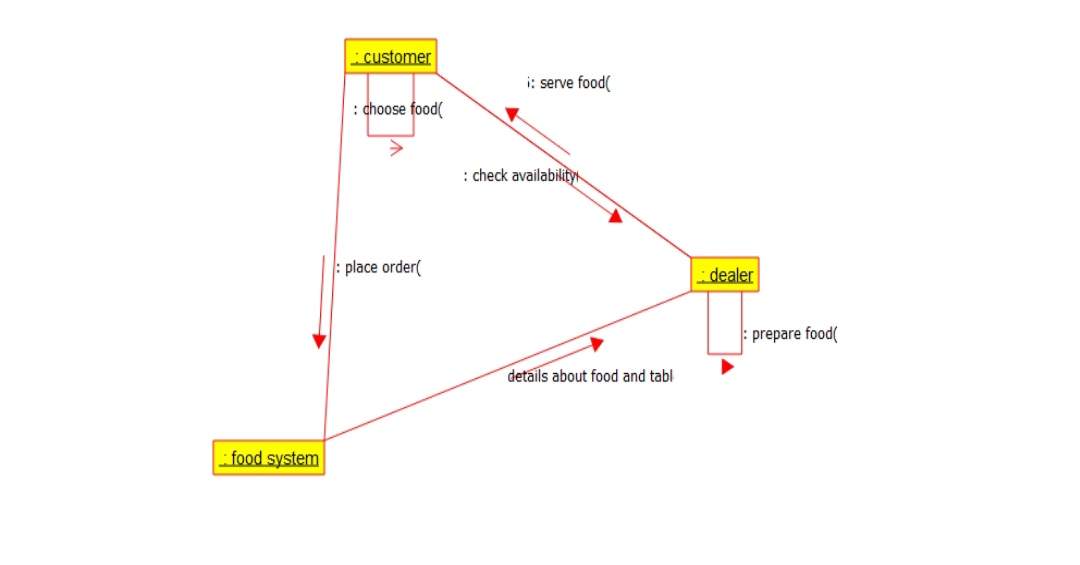 : customer
: serve food(
: choose food(
: check availability
: place order(
: dealer
: prepare food(
details about food and tabl
: food system